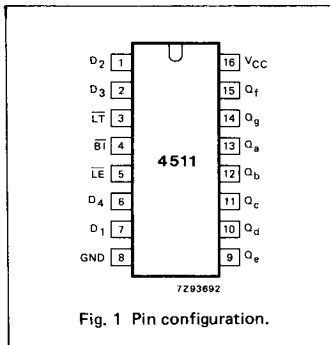 D2 1 16 VCC
D3 2 15 Qf
LT 3 14 Qg
BI 4 13 Qa
4511
LE 5 12 Qb
D4 6 11 Qc
D1 7 10 Qd
GND 8 9 Qe
7Z93692
Fig. 1 Pin configuration.